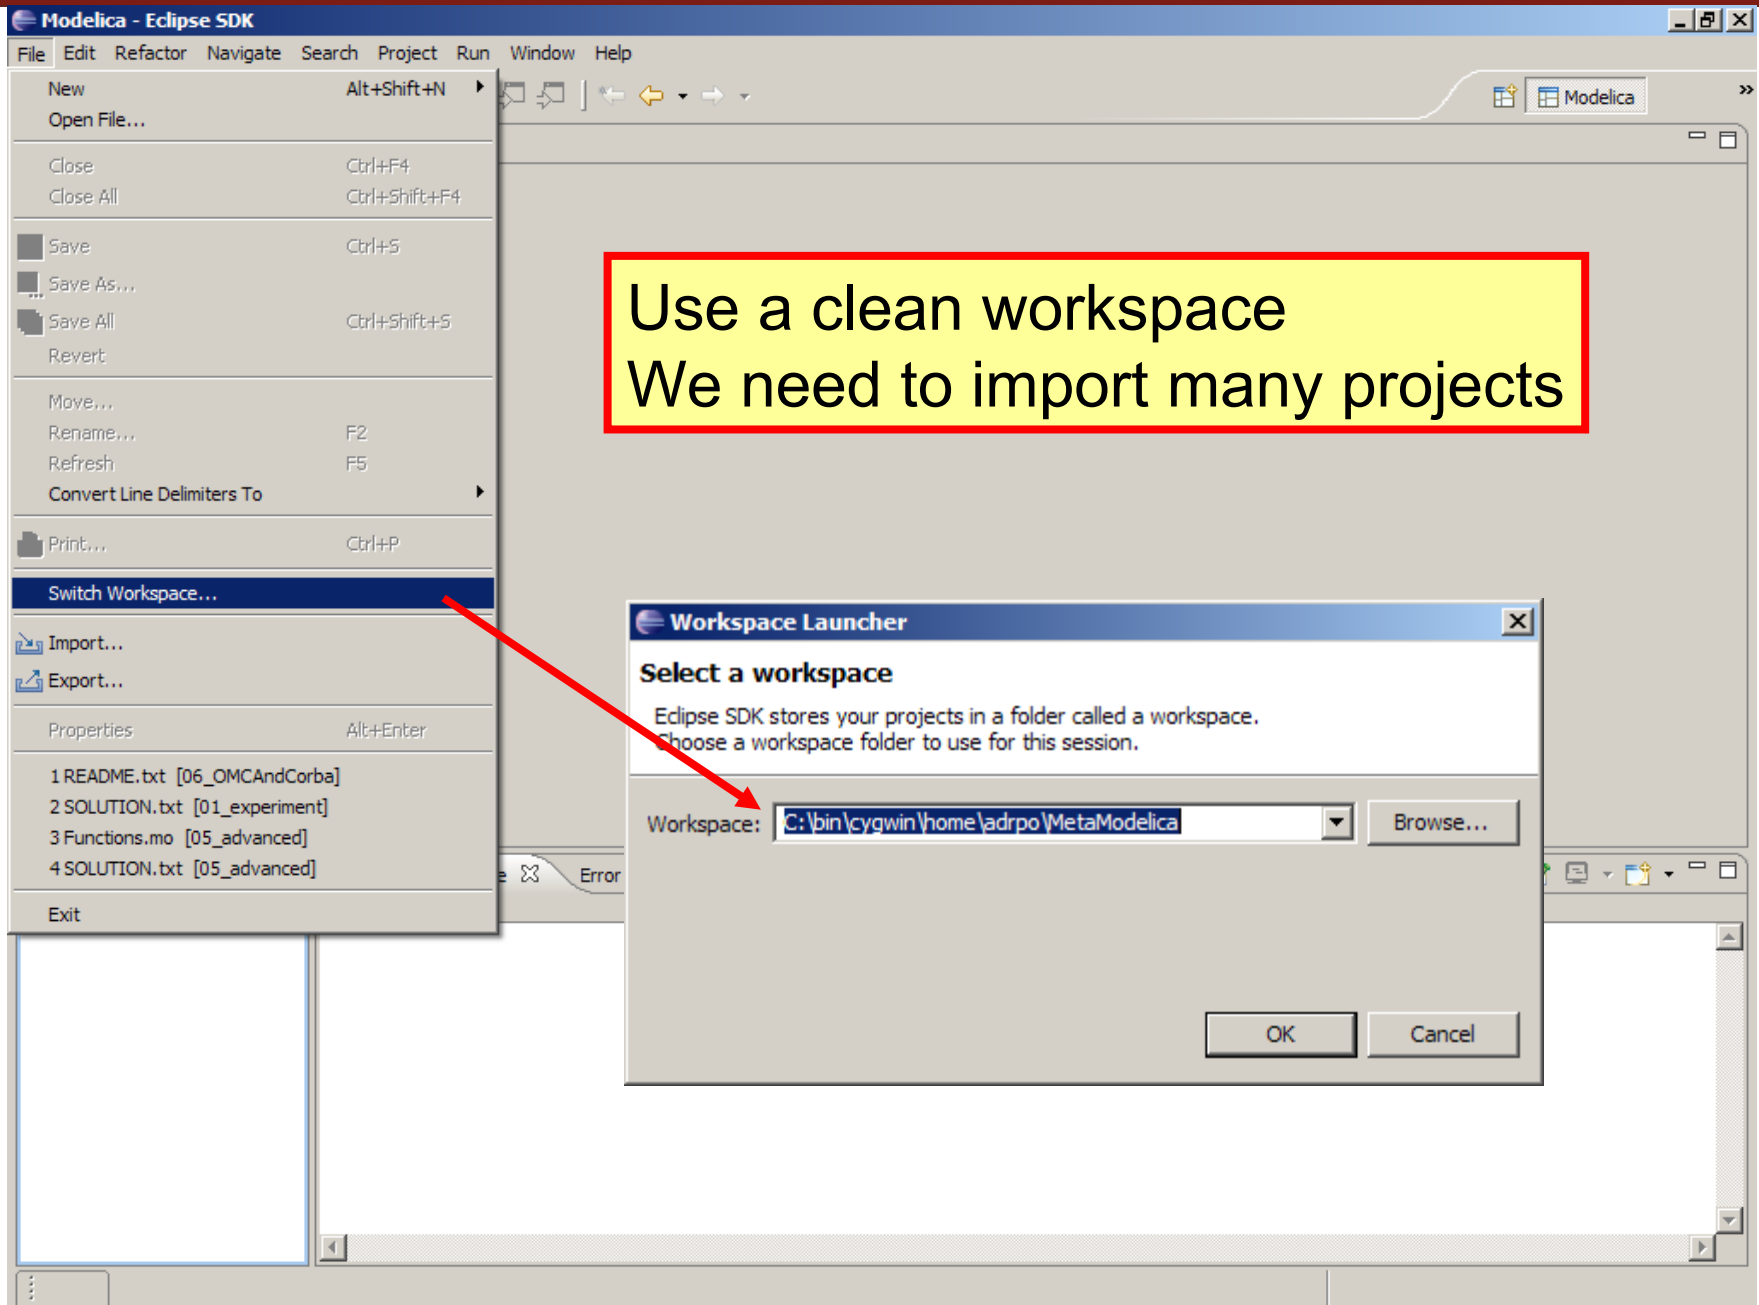 Modelica - Eclipse SDK
File Edit Refactor Navigate Search Project Run Window Help
New Alt+Shift+N
Open File...
Modelica
Close Ctrl+F4
Close All Ctrl+Shift+F4
Save Ctrl+S
Save As...
Save All Ctrl+Shift+S
Revert
Move...
Rename... F2
Refresh F5
Convert Line Delimiters To
Print... Ctrl+P
Switch Workspace...
Import...
Export...
Properties Alt+Enter
1 README.txt [06_OMCAndCorba]
2 SOLUTION.txt [01_experiment]
3 Functions.mo [05_advanced]
4 SOLUTION.txt [05_advanced]
Exit
Use a clean workspace
We need to import many projects
Workspace Launcher
Select a workspace
Eclipse SDK stores your projects in a folder called a workspace.
Choose a workspace folder to use for this session.
Workspace: C:\bin\cygwin\home\adrpo\MetaModelica Browse...
OK Cancel
Error